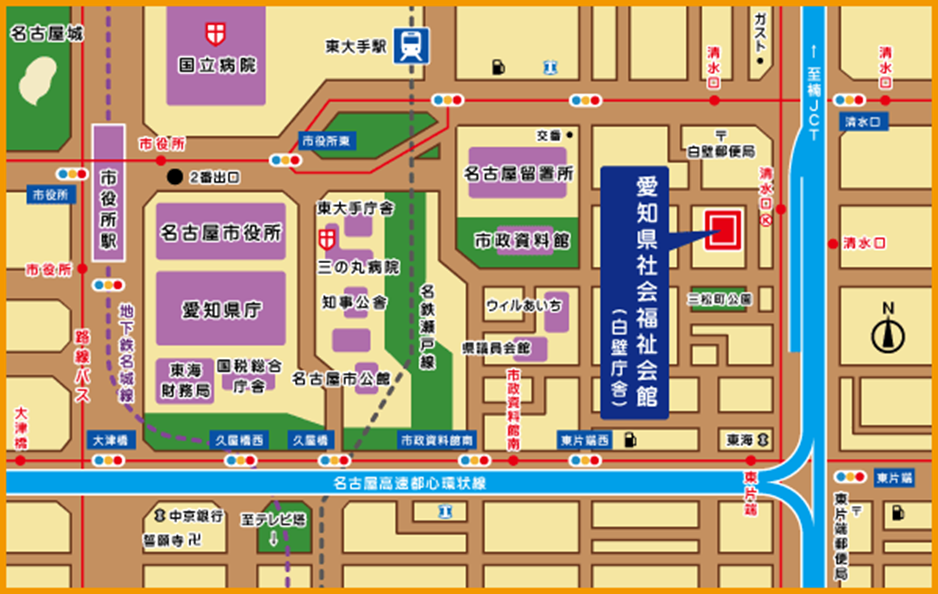 名古屋城
国立病院
東大手駅
ガスト
清水口
↑至楠JCT
清水口
清水口
市役所
市役所東
交番
白壁郵便局
市役所駅
2番出口
名古屋留置所
愛知県社会福祉会館
(白壁庁舎)
清水口
市役所
名古屋市役所
東大手庁舎
市政資料館
清水口
市役所
三の丸病院
愛知県庁
知事公舎
名鉄瀬戸線
ウィルあいち
三松町公園
N
地下鉄名城線
路線バス
県議員会館
東海財務局
国税総合庁舎
名古屋市公館
市政資料館南
大津橋
大津橋
久屋橋西
久屋橋
市政資料館南
東片端西
東海
名古屋高速都心環状線
東片端
東片端
中京銀行
誓願寺卍
至テレビ塔
↓
東片端郵便局